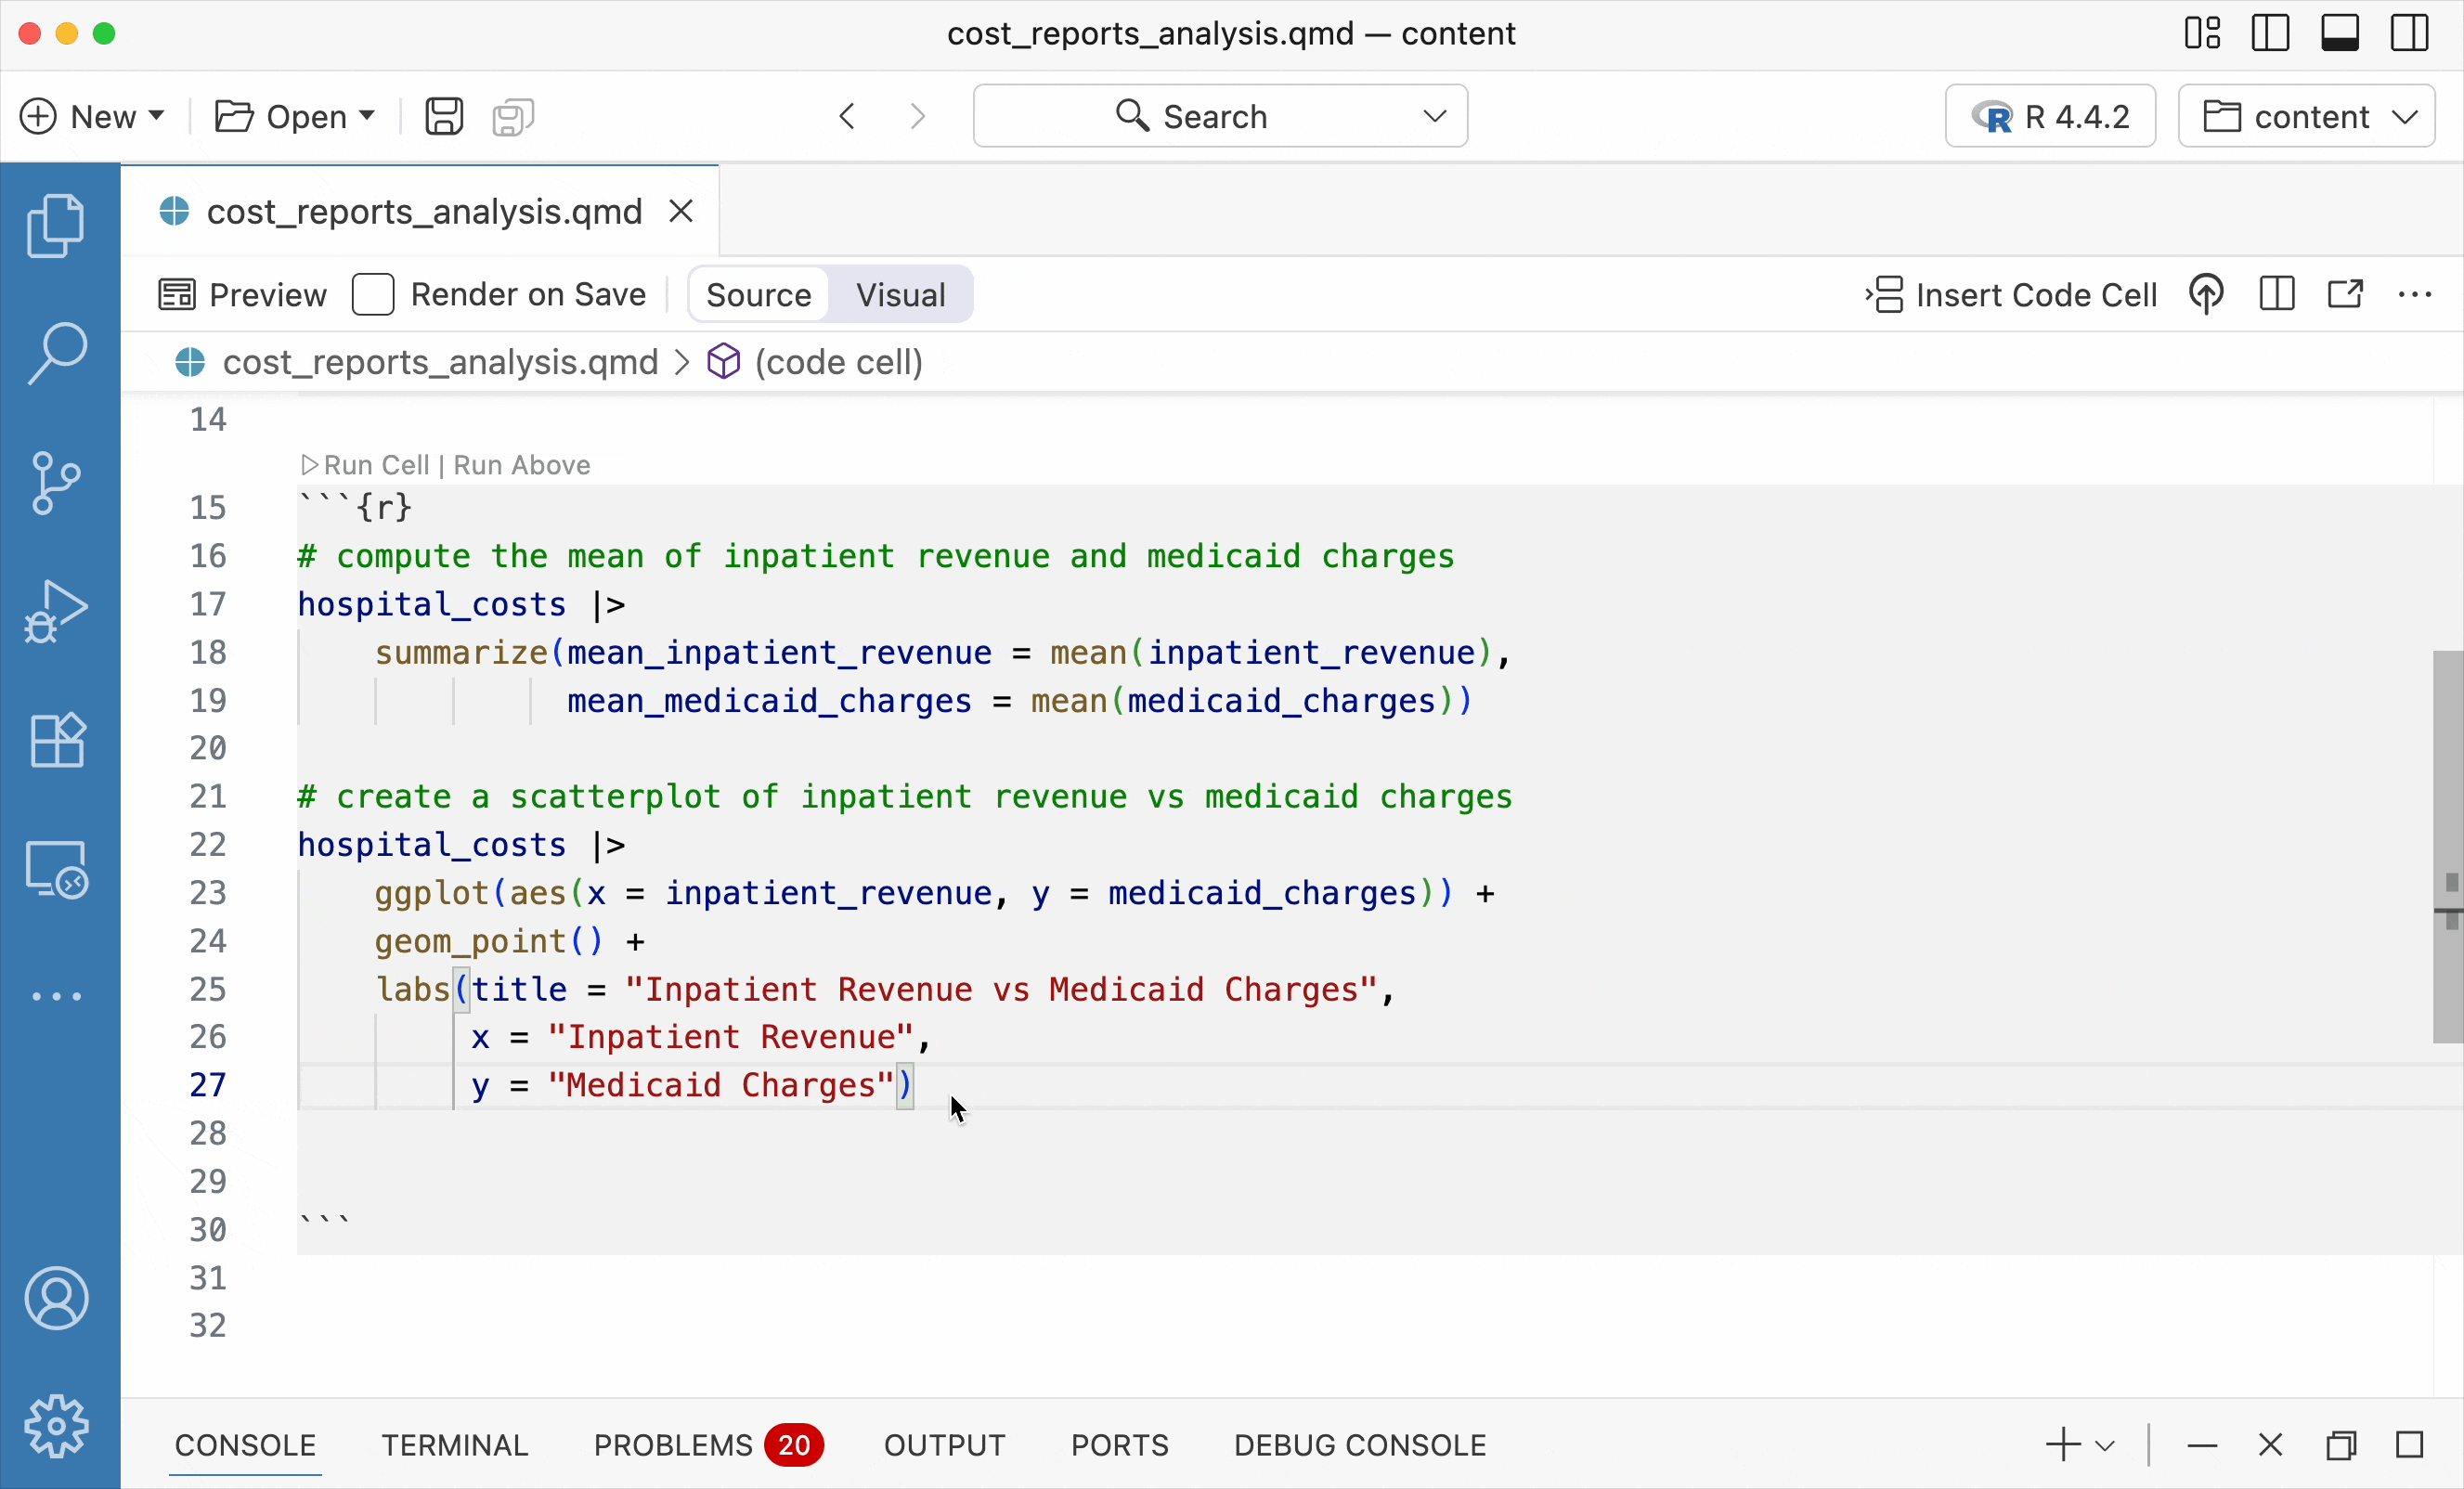 cost_reports_analysis.qmd — content
New Open Search R 4.4.2 content
cost_reports_analysis.qmd
Preview Render on Save Source Visual Insert Code Cell
cost_reports_analysis.qmd > (code cell)
14
Run Cell | Run Above
15 ```{r}
16 # compute the mean of inpatient revenue and medicaid charges
17 hospital_costs |>
18     summarize(mean_inpatient_revenue = mean(inpatient_revenue),
19               mean_medicaid_charges = mean(medicaid_charges))
20
21 # create a scatterplot of inpatient revenue vs medicaid charges
22 hospital_costs |>
23     ggplot(aes(x = inpatient_revenue, y = medicaid_charges)) +
24     geom_point() +
25     labs(title = "Inpatient Revenue vs Medicaid Charges",
26          x = "Inpatient Revenue",
27          y = "Medicaid Charges")
28
29
30 ```
31
32
CONSOLE TERMINAL PROBLEMS 20 OUTPUT PORTS DEBUG CONSOLE